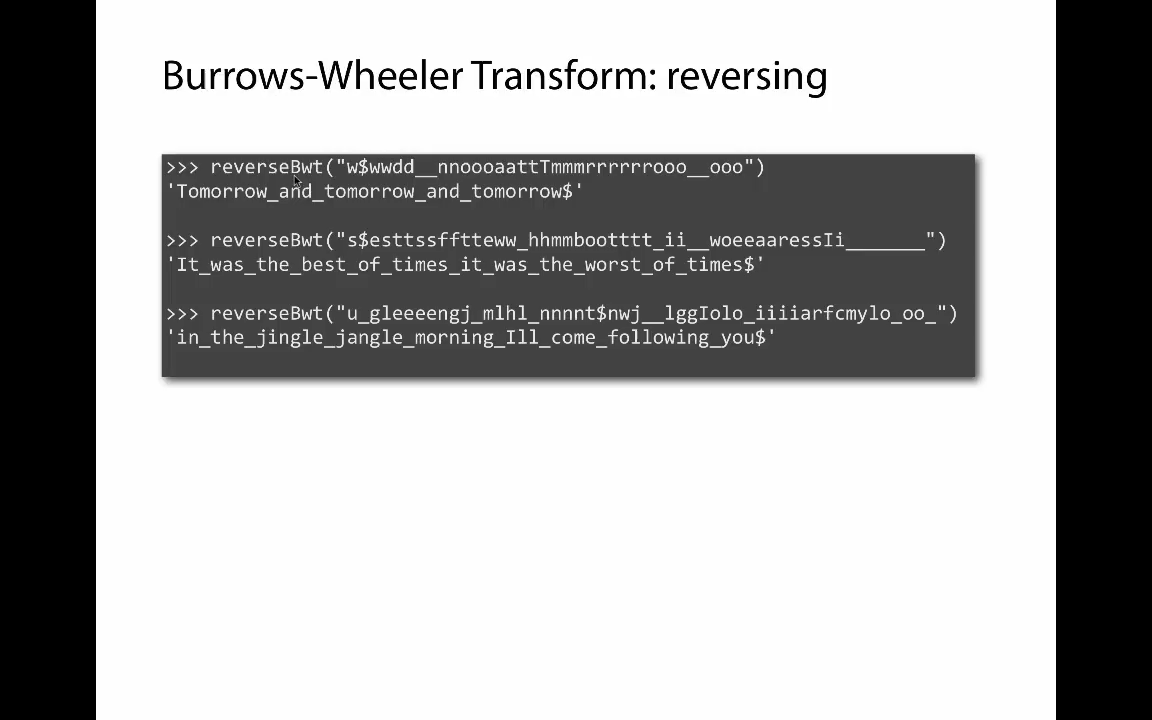 Burrows-Wheeler Transform: reversing
>>> reverseBwt("w$wwdd__nnoooaattTmmmrrrrrrooo__ooo")
'Tomorrow_and_tomorrow_and_tomorrow$'
>>> reverseBwt("s$esttssfftteww_hhmmbootttt_ii__woeeaaressIi_______")
'It_was_the_best_of_times_it_was_the_worst_of_times$'
>>> reverseBwt("u_gleeeengj_mlhl_nnnnt$nwj__lggIolo_iiiiarfcmylo_oo_")
'in_the_jingle_jangle_morning_Ill_come_following_you$'